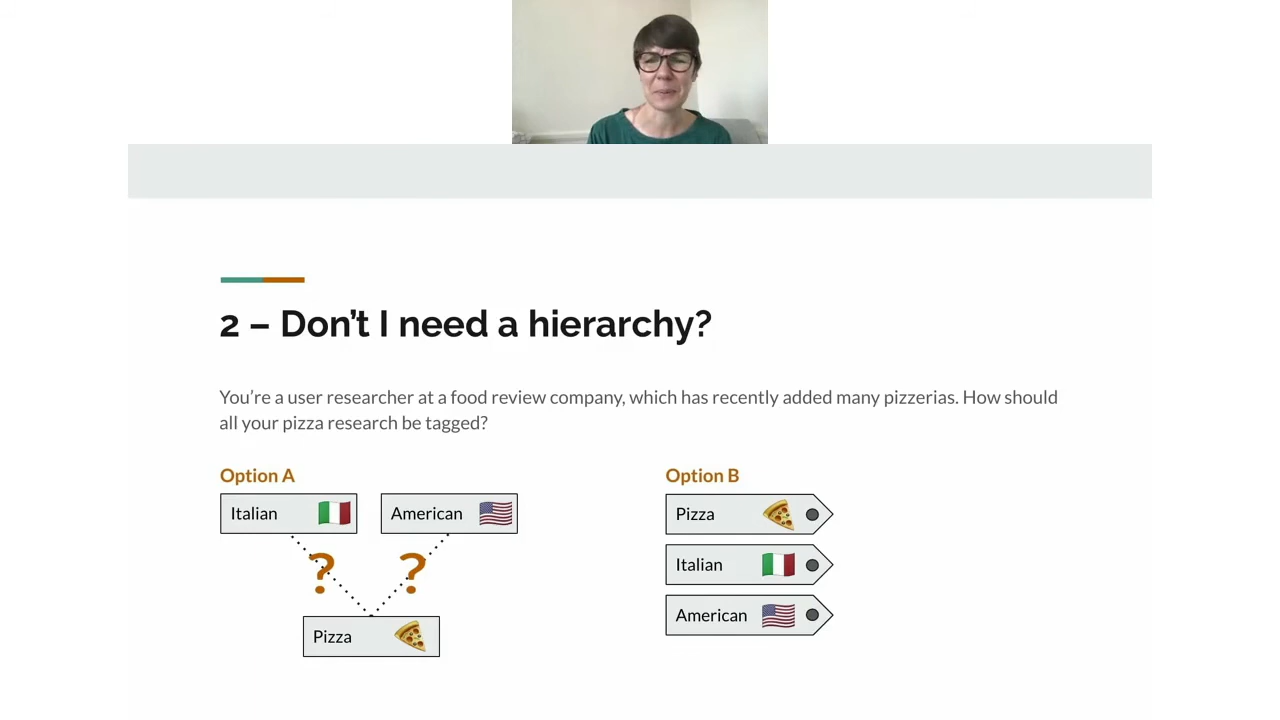 2 – Don't I need a hierarchy?
You're a user researcher at a food review company, which has recently added many pizzerias. How should
all your pizza research be tagged?
Option A
Italian
American
?
?
Pizza
Option B
Pizza
Italian
American